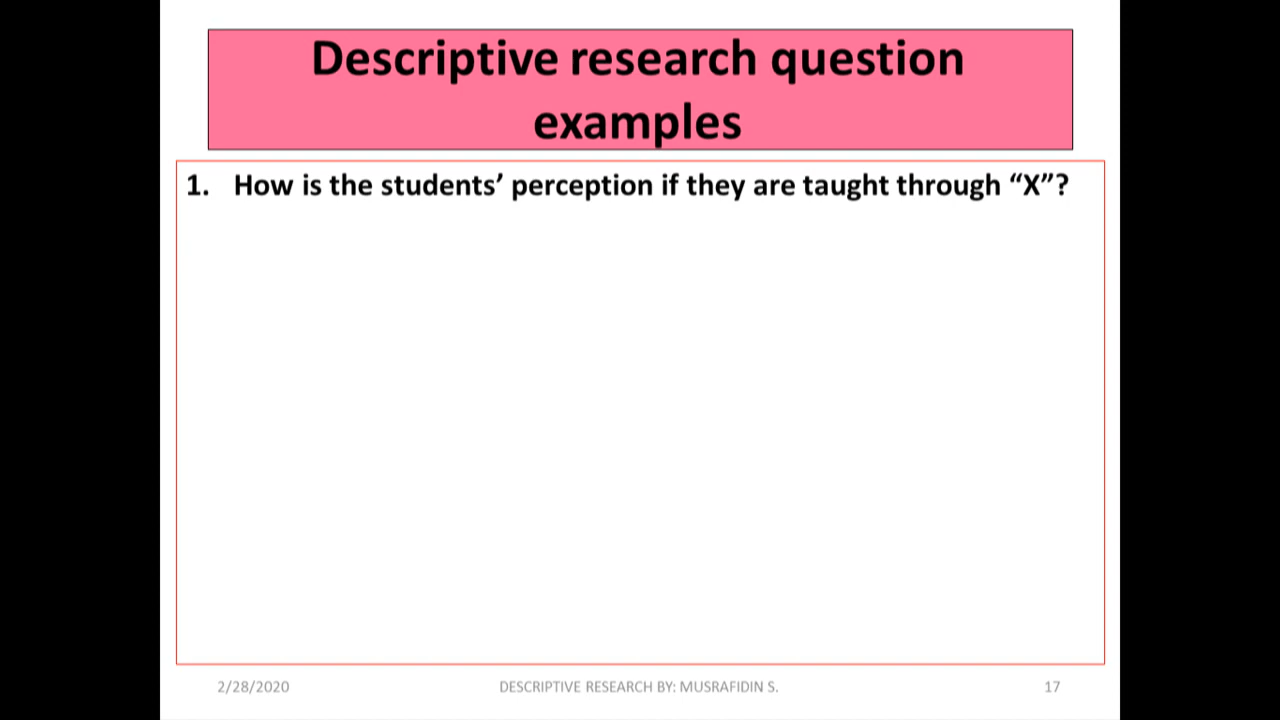 Descriptive research question
examples
1. How is the students’ perception if they are taught through “X”?
2/28/2020 DESCRIPTIVE RESEARCH BY: MUSRAFIDIN S. 17